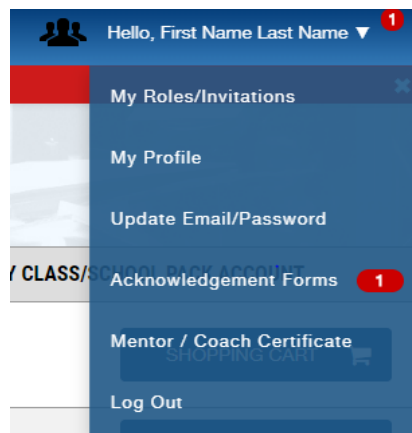 Hello, First Name Last Name ▼ 1
My Roles/Invitations
My Profile
Update Email/Password
Y CLASS/SCHOOL PACK ACCOUNT
Acknowledgement Forms 1
Mentor / Coach Certificate
SHOPPING CART
Log Out